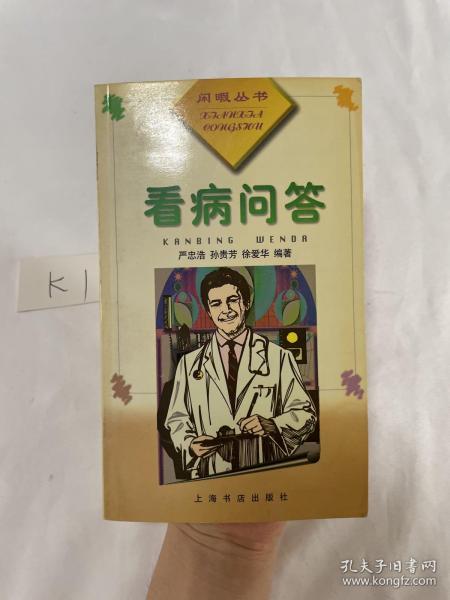 闲暇丛书
XIANXIA
CONGSHU
看病问答
KANBING WENDA
严忠浩 孙贵芳 徐爱华 编著
K1
上海书店出版社
孔夫子旧书网
www.kongfz.com